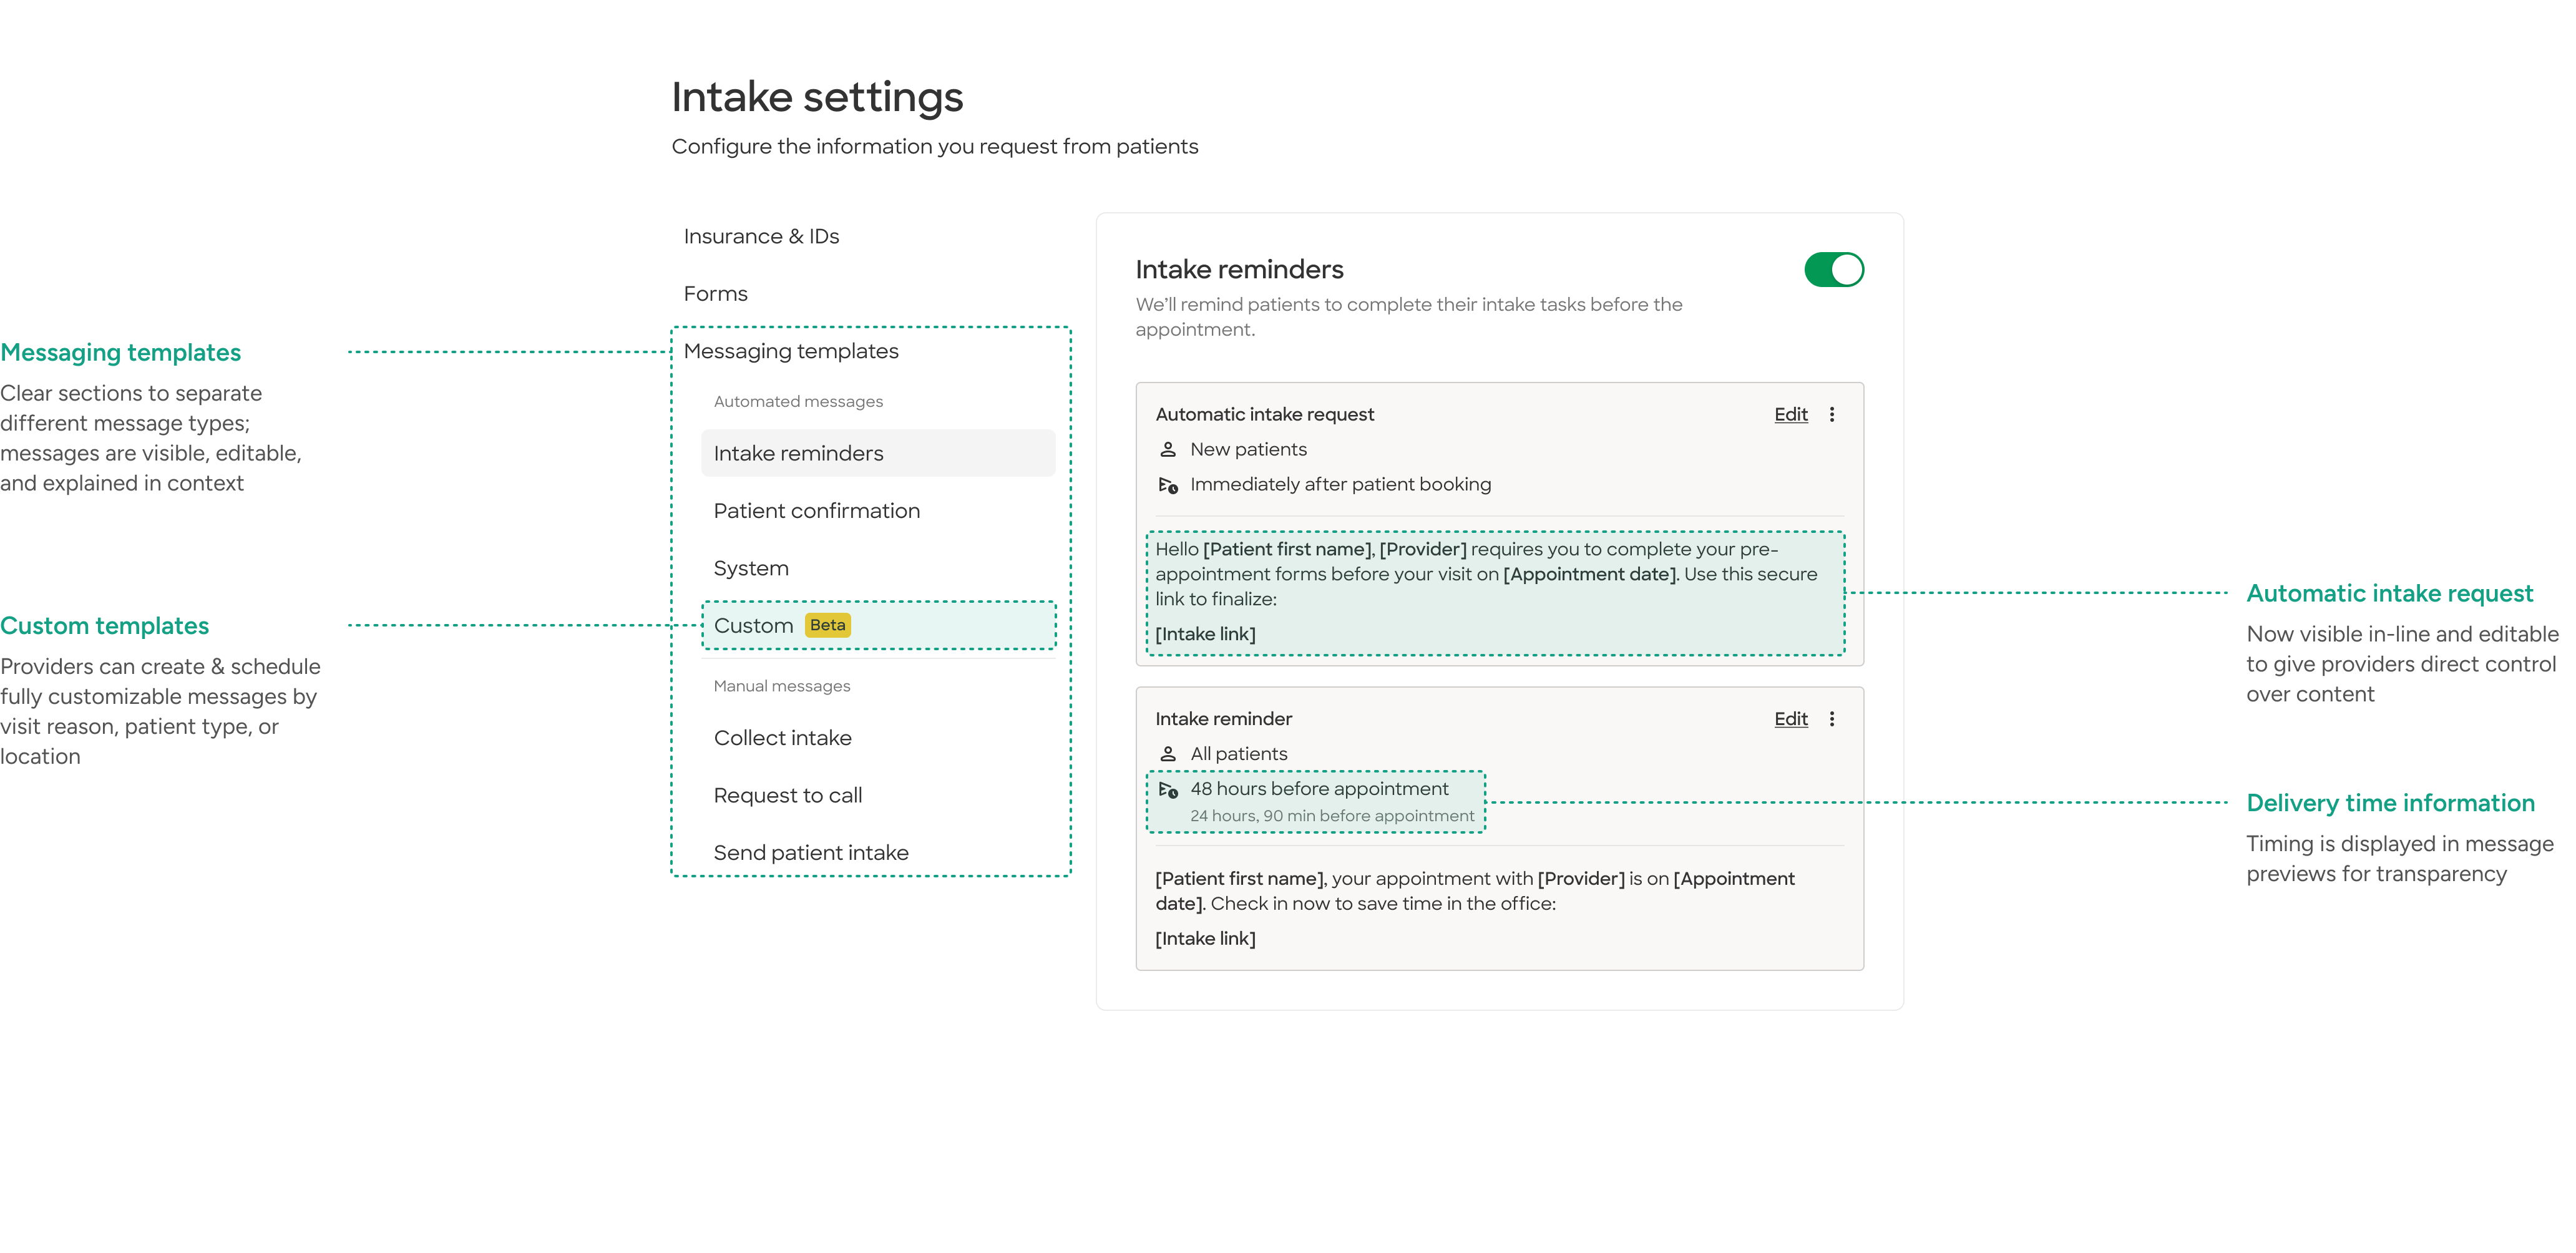 Intake settings
Configure the information you request from patients
Messaging templates
Clear sections to separate
different message types;
messages are visible, editable,
and explained in context
Custom templates
Providers can create & schedule
fully customizable messages by
visit reason, patient type, or
location
Insurance & IDs
Forms
Messaging templates
Automated messages
Intake reminders
Patient confirmation
System
Custom Beta
Manual messages
Collect intake
Request to call
Send patient intake
Intake reminders
We'll remind patients to complete their intake tasks before the
appointment.
Automatic intake request Edit
New patients
Immediately after patient booking
Hello [Patient first name], [Provider] requires you to complete your pre-
appointment forms before your visit on [Appointment date]. Use this secure
link to finalize:
[Intake link]
Intake reminder Edit
All patients
48 hours before appointment
24 hours, 90 min before appointment
[Patient first name], your appointment with [Provider] is on [Appointment
date]. Check in now to save time in the office:
[Intake link]
Automatic intake request
Now visible in-line and editable
to give providers direct control
over content
Delivery time information
Timing is displayed in message
previews for transparency